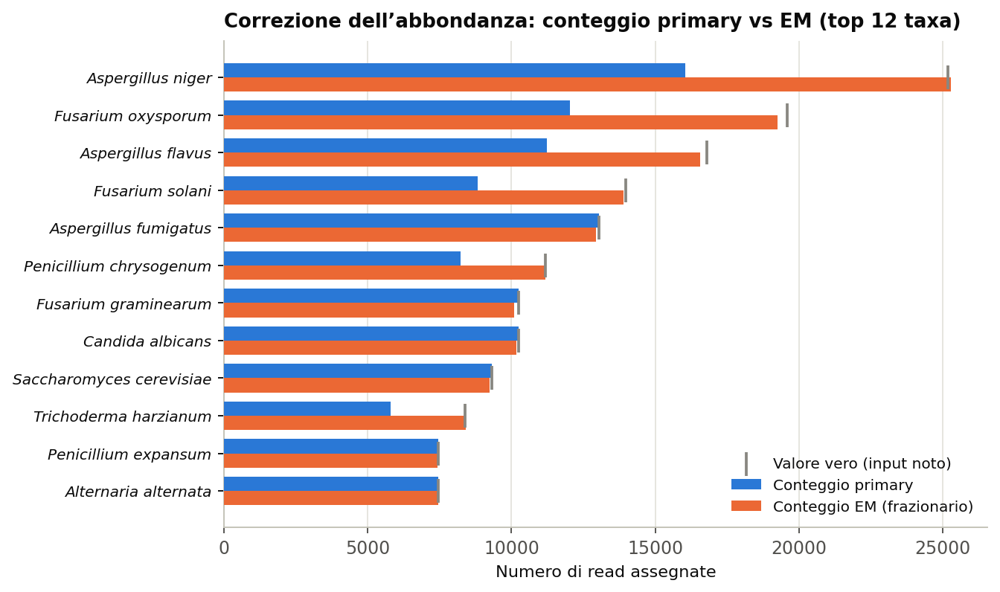 Correzione dell’abbondanza: conteggio primary vs EM (top 12 taxa)
Aspergillus niger
Fusarium oxysporum
Aspergillus flavus
Fusarium solani
Aspergillus fumigatus
Penicillium chrysogenum
Fusarium graminearum
Candida albicans
Saccharomyces cerevisiae
Trichoderma harzianum
Penicillium expansum
Alternaria alternata
Valore vero (input noto)
Conteggio primary
Conteggio EM (frazionario)
0 5000 10000 15000 20000 25000
Numero di read assegnate